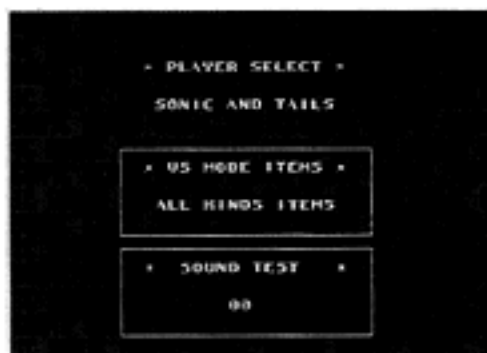 * PLAYER SELECT *
SONIC AND TAILS
* VS MODE ITEMS *
ALL KINDS ITEMS
* SOUND TEST *
00